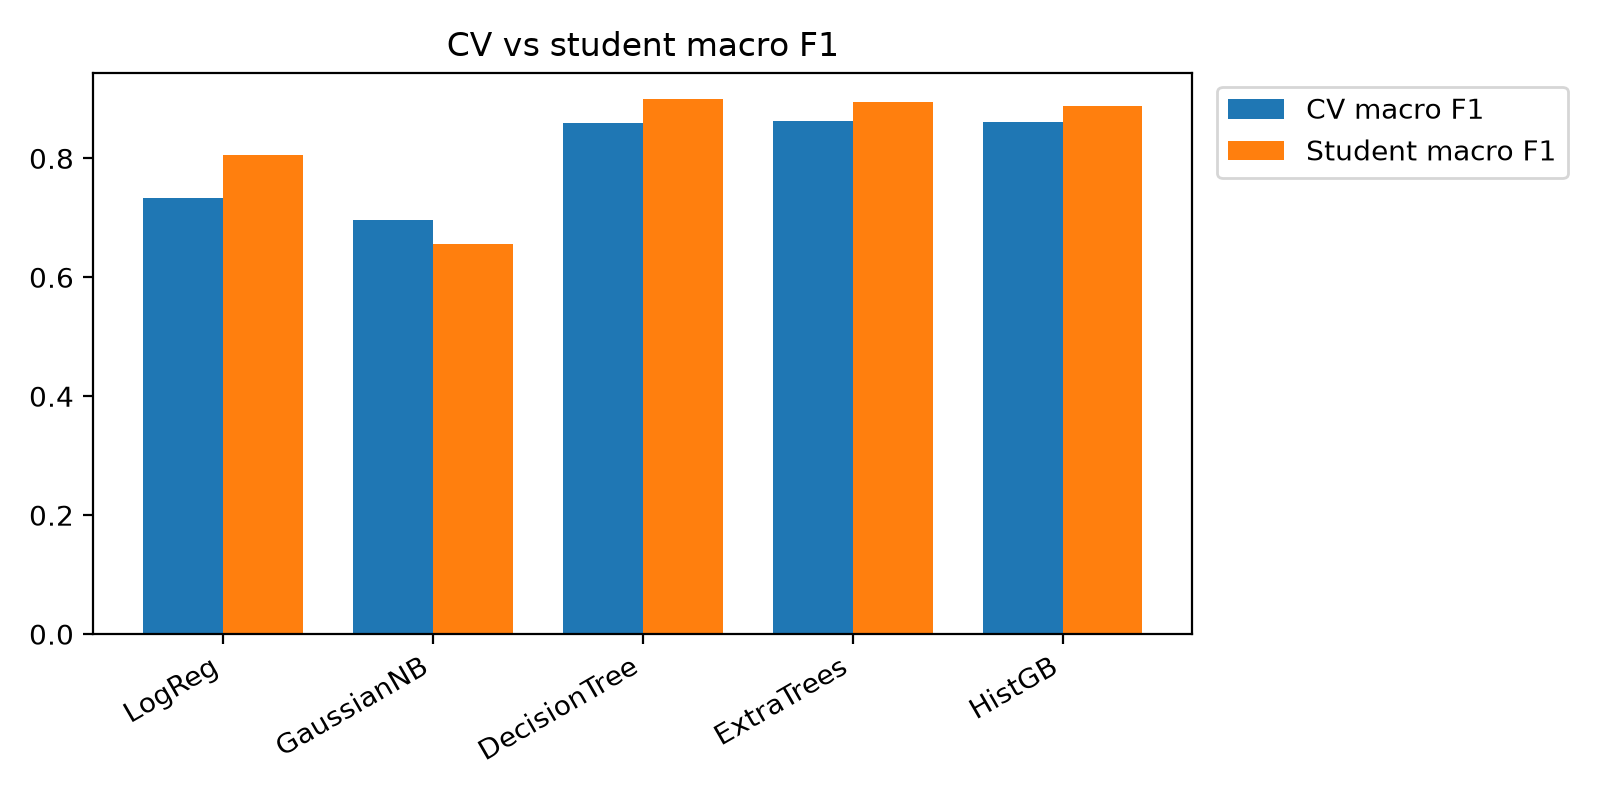 CV vs student macro F1
CV macro F1
Student macro F1
0.8
0.6
0.4
0.2
0.0
LogReg
GaussianNB
DecisionTree
ExtraTrees
HistGB